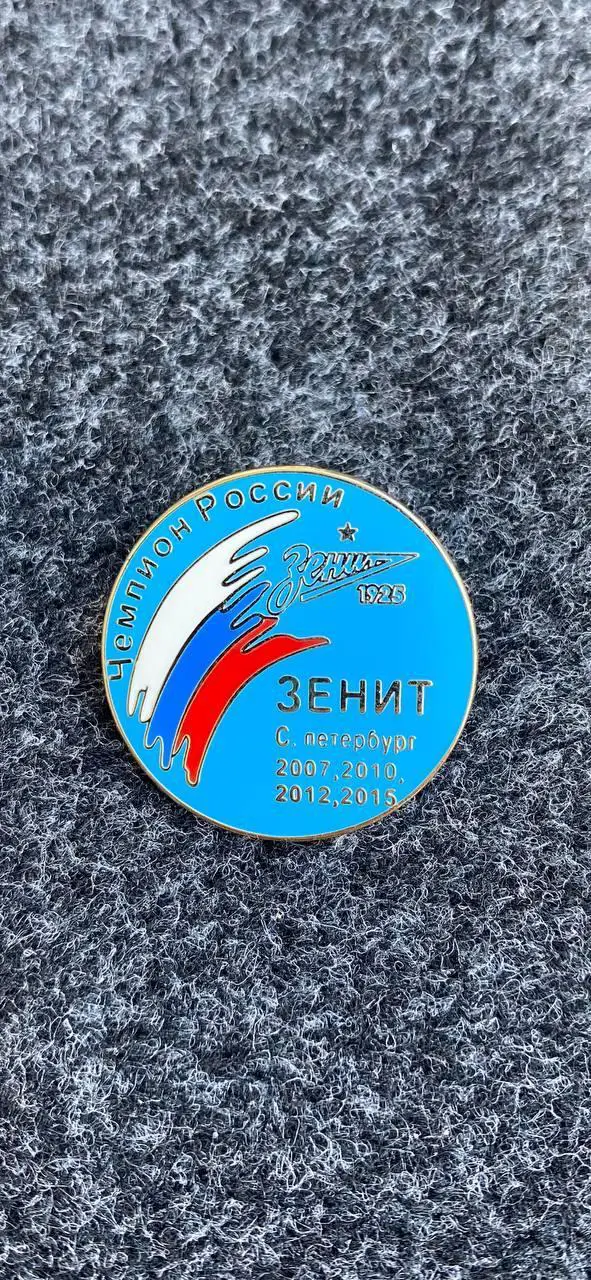 Чемпион России
Зенит
1925
ЗЕНИТ
С. петербург
2007,2010,
2012,2015